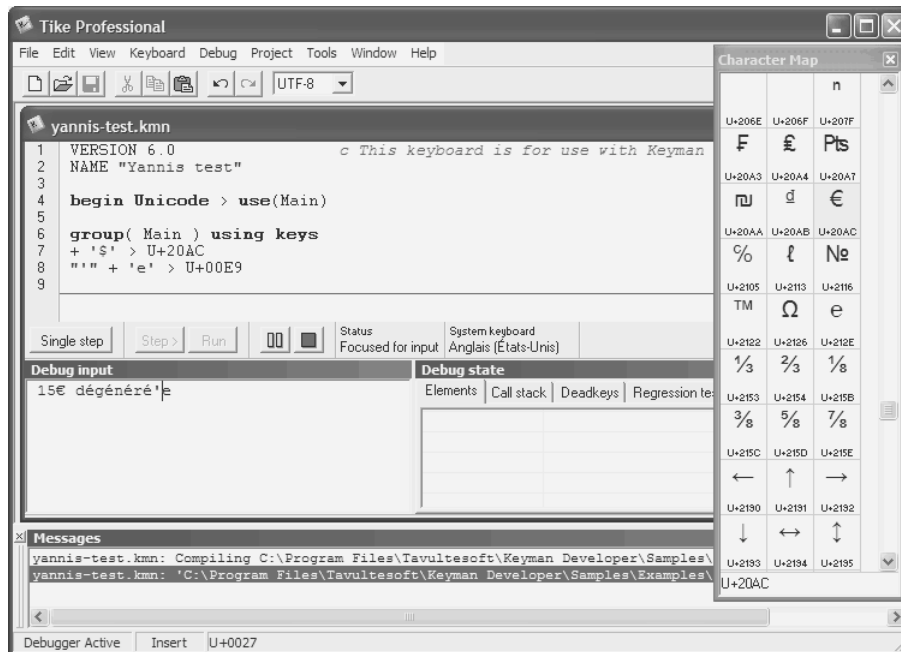 Tike Professional
File Edit View Keyboard Debug Project Tools Window Help
UTF-8
yannis-test.kmn
1 VERSION 6.0 c This keyboard is for use with Keyman
2 NAME "Yannis test"
3
4 begin Unicode > use(Main)
5
6 group( Main ) using keys
7 + '$' > U+20AC
8 "'" + 'e' > U+00E9
9
Single step Step > Run
Status
Focused for input
System keyboard
Anglais (États-Unis)
Debug input
15€ dégénéré'e
Debug state
Elements Call stack Deadkeys Regression te
Messages
yannis-test.kmn: Compiling C:\Program Files\Tavultesoft\Keyman Developer\Samples\
yannis-test.kmn: 'C:\Program Files\Tavultesoft\Keyman Developer\Samples\Examples\
Debugger Active Insert U+0027
Character Map
n
U+206E U+206F U+207F
₣ ₤ ₧
U+20A3 U+20A4 U+20A7
₪ ₫ €
U+20AA U+20AB U+20AC
℅ ℓ №
U+2105 U+2113 U+2116
™ Ω ℮
U+2122 U+2126 U+212E
⅓ ⅔ ⅛
U+2153 U+2154 U+215B
⅜ ⅝ ⅞
U+215C U+215D U+215E
← ↑ →
U+2190 U+2191 U+2192
↓ ↔ ↕
U+2193 U+2194 U+2195
U+20AC